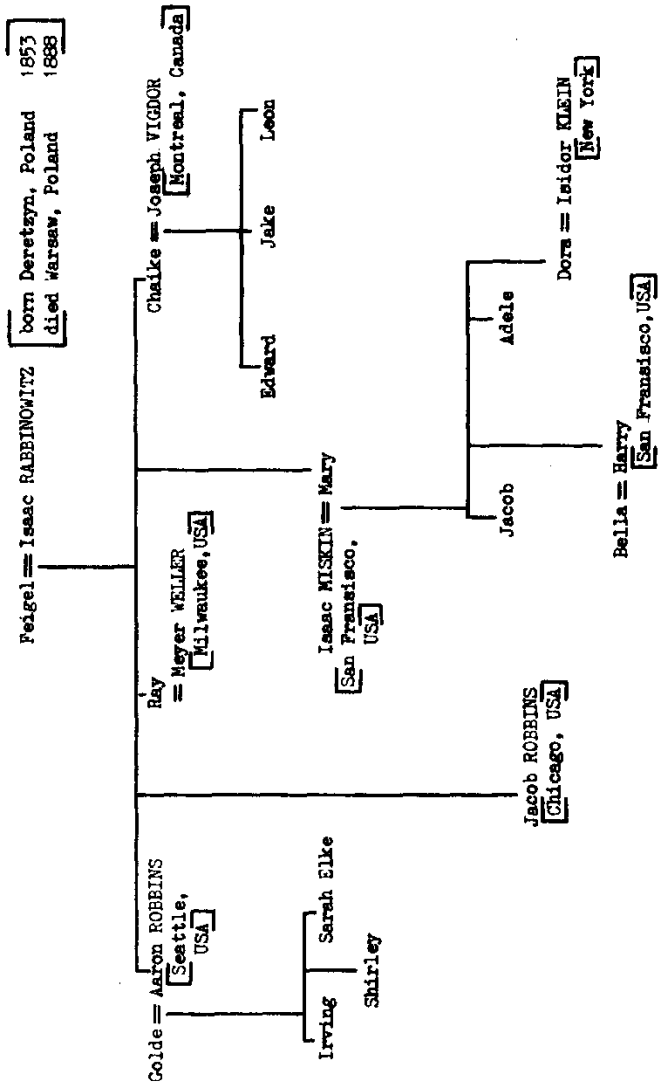 Feigel = Isaac RABBINOWITZ [born Deretzyn, Poland 1853]
[died Warsaw, Poland 1888]
Golde = Aaron ROBBINS
[Seattle,
USA]
Ray
= Meyer WELLER
[Milwaukee, USA]
Chaike = Joseph VIGDOR
[Montreal, Canada]
Irving
Sarah Elke
Shirley
Isaac MISKIN = Mary
[San Fransisco,
USA]
Edward
Jake
Leon
Jacob ROBBINS
[Chicago, USA]
Jacob
Adele
Dora = Isidor KLEIN
[New York]
Bella = Harry
[San Fransisco, USA]